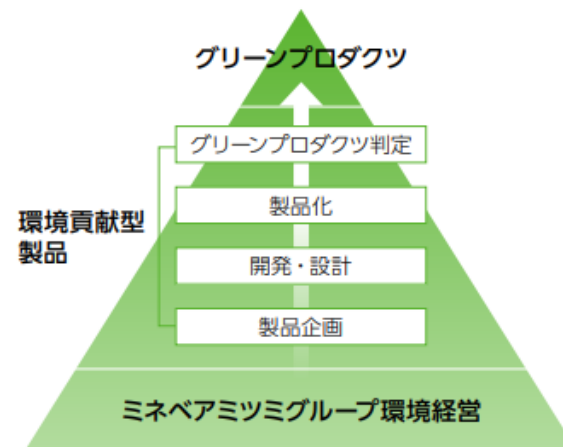 グリーンプロダクツ
グリーンプロダクツ判定
製品化
環境貢献型
製品
開発・設計
製品企画
ミネベアミツミグループ環境経営